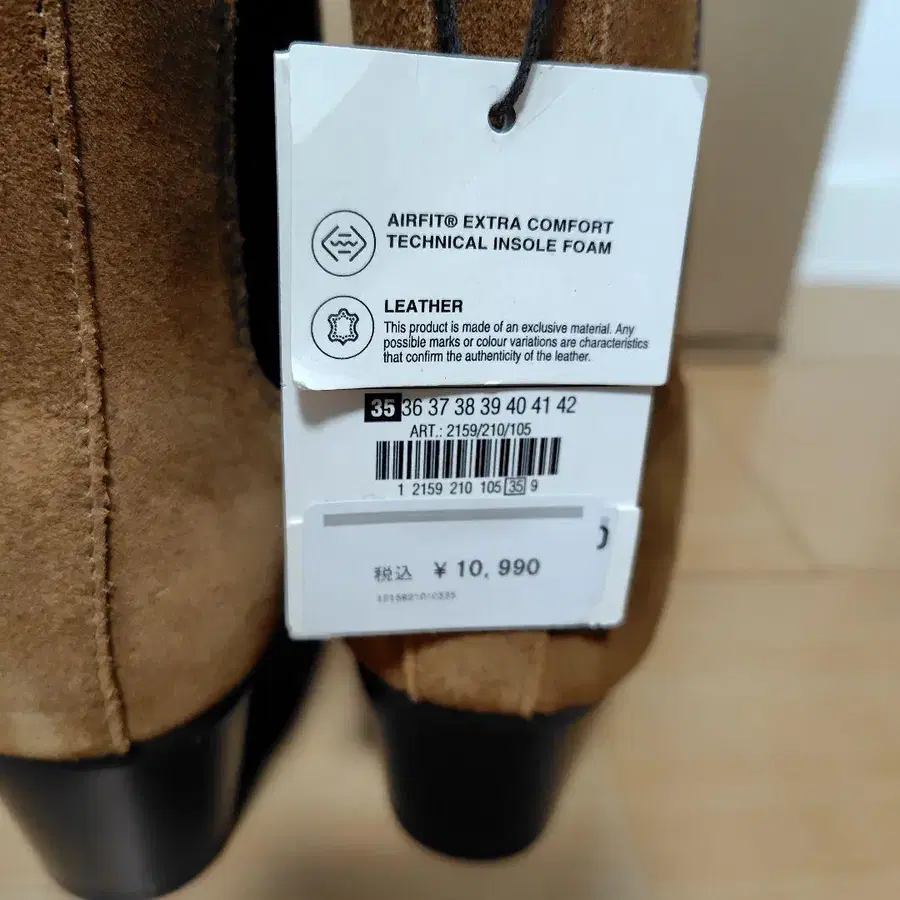 AIRFIT® EXTRA COMFORT
TECHNICAL INSOLE FOAM
LEATHER
This product is made of an exclusive material. Any
possible marks or colour variations are characteristics
that confirm the authenticity of the leather.
35 36 37 38 39 40 41 42
ART.: 2159/210/105
1 2159 210 105 35 9
税込 ¥ 10,990